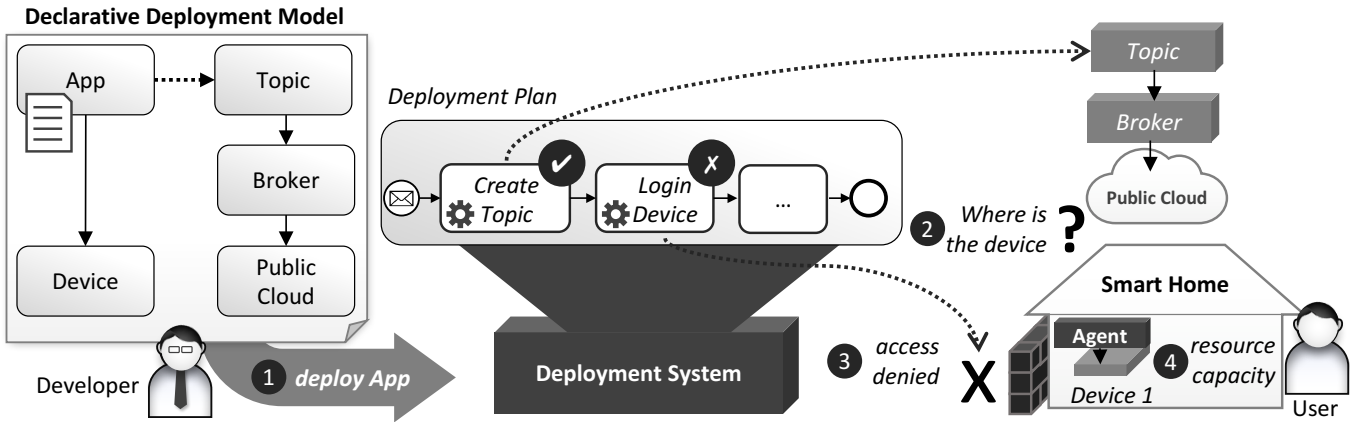 Declarative Deployment Model
App
Topic
Broker
Device
Public
Cloud
Developer
1 deploy App
Deployment Plan
Create
Topic
✔
Login
Device
✗
...
Deployment System
Topic
Broker
Public Cloud
2 Where is
the device ?
3 access
denied
X
Smart Home
Agent
Device 1
4 resource
capacity
User